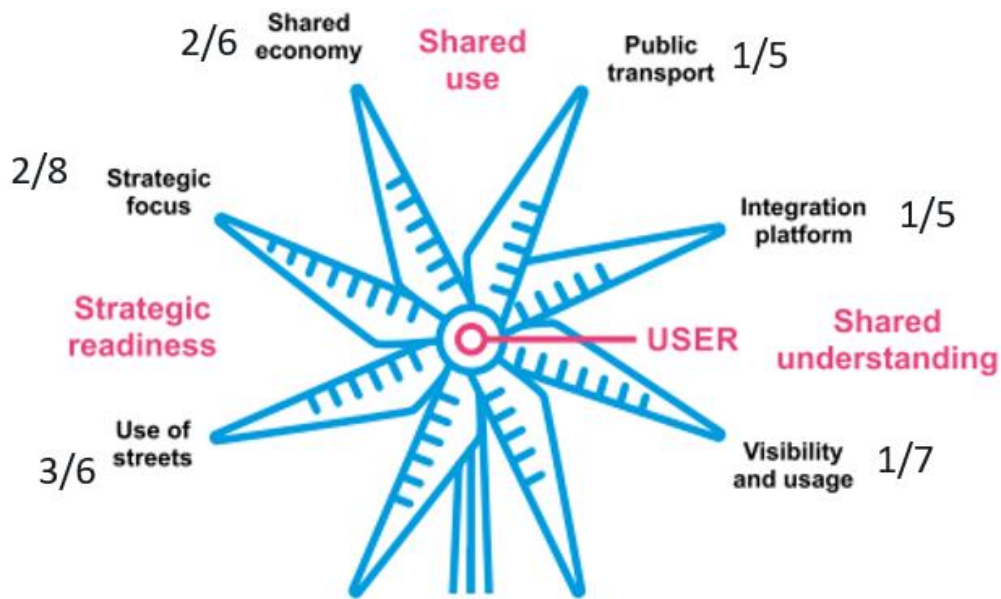 2/6
Shared
economy
Shared
use
Public
transport
1/5
2/8
Strategic
focus
Integration
platform
1/5
Strategic
readiness
USER
Shared
understanding
Use of
streets
3/6
Visibility
and usage
1/7